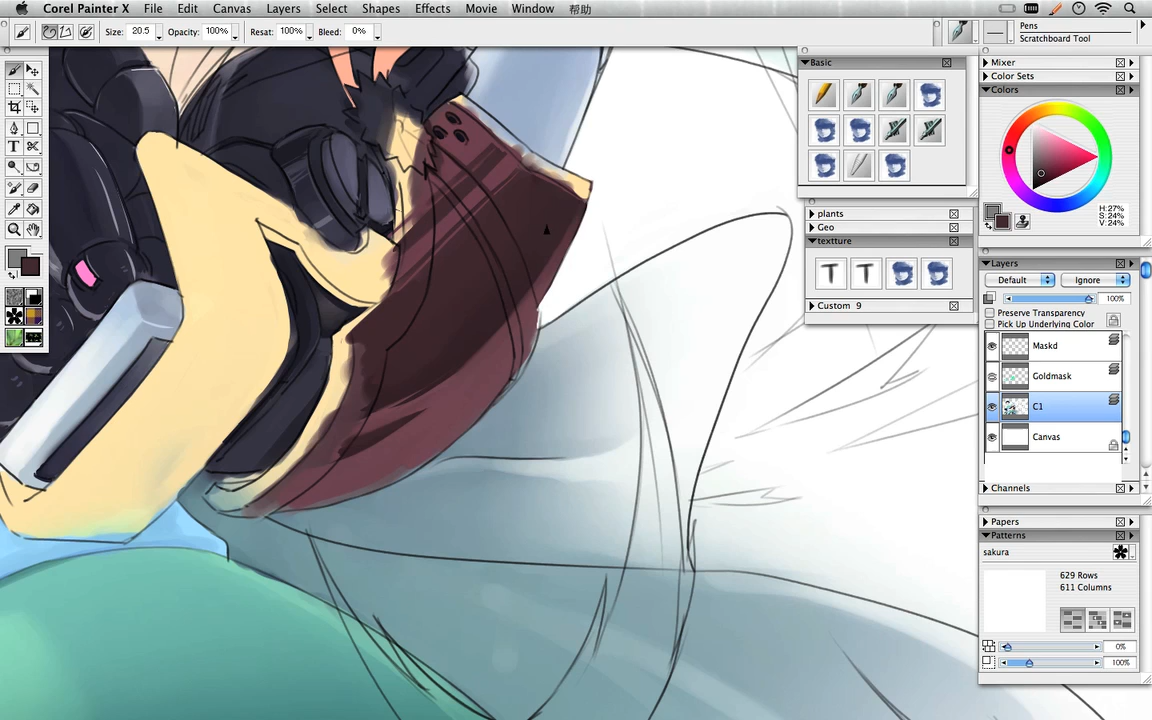 Corel Painter X File Edit Canvas Layers Select Shapes Effects Movie Window 帮助
Size: 20.5 Opacity: 100% Resat: 100% Bleed: 0%
Pens
Scratchboard Tool
Basic
plants
Geo
textture
Custom 9
Mixer
Color Sets
Colors
H:27%
S:24%
V:24%
Layers
Default Ignore
100%
Preserve Transparency
Pick Up Underlying Color
Maskd
Goldmask
C1
Canvas
Channels
Papers
Patterns
sakura
629 Rows
611 Columns
0%
100%